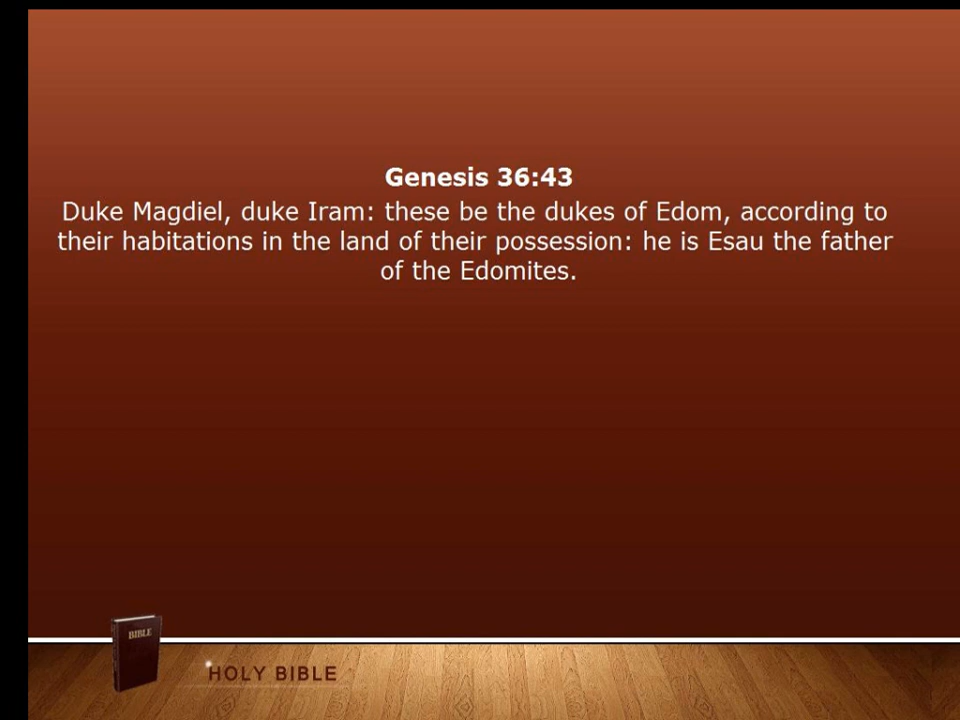 Genesis 36:43
Duke Magdiel, duke Iram: these be the dukes of Edom, according to
their habitations in the land of their possession: he is Esau the father
of the Edomites.
BIBLE
HOLY BIBLE